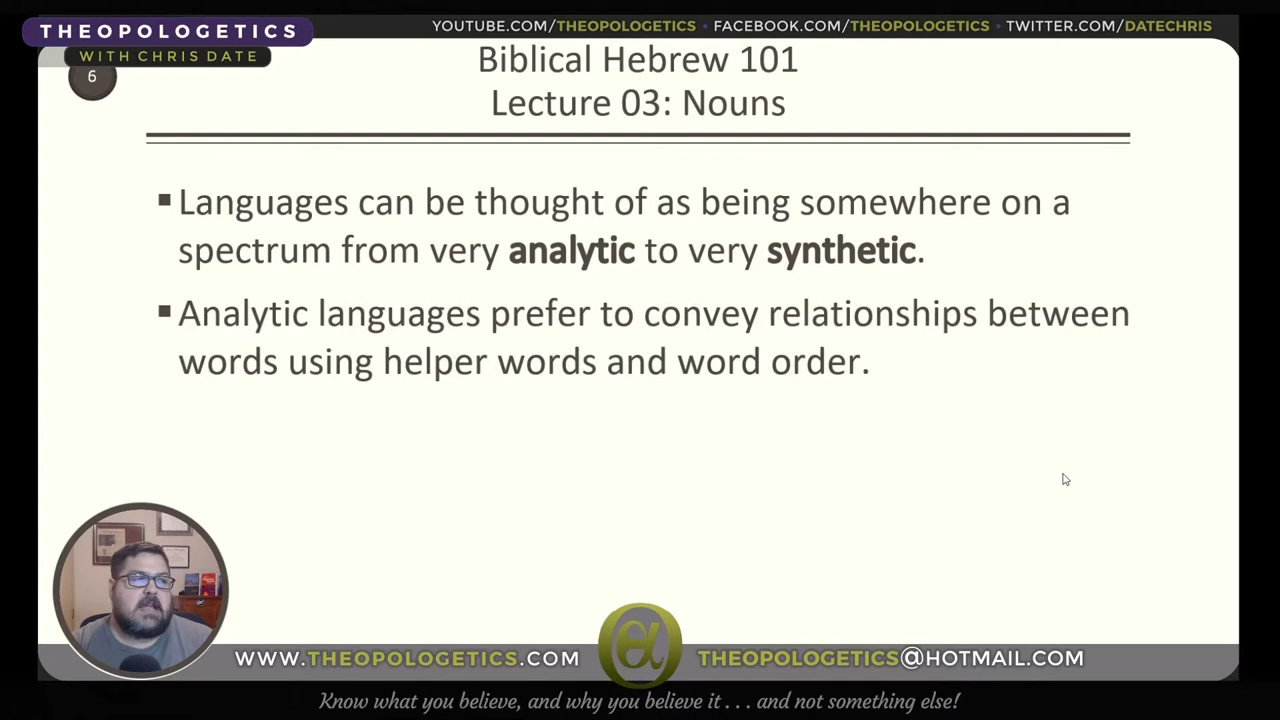 THEOPOLOGETICS
WITH CHRIS DATE
YOUTUBE.COM/THEOPOLOGETICS • FACEBOOK.COM/THEOPOLOGETICS • TWITTER.COM/DATECHRIS
6
Biblical Hebrew 101
Lecture 03: Nouns
▪ Languages can be thought of as being somewhere on a
spectrum from very analytic to very synthetic.
▪ Analytic languages prefer to convey relationships between
words using helper words and word order.
WWW.THEOPOLOGETICS.COM
THEOPOLOGETICS@HOTMAIL.COM
Know what you believe, and why you believe it . . . and not something else!